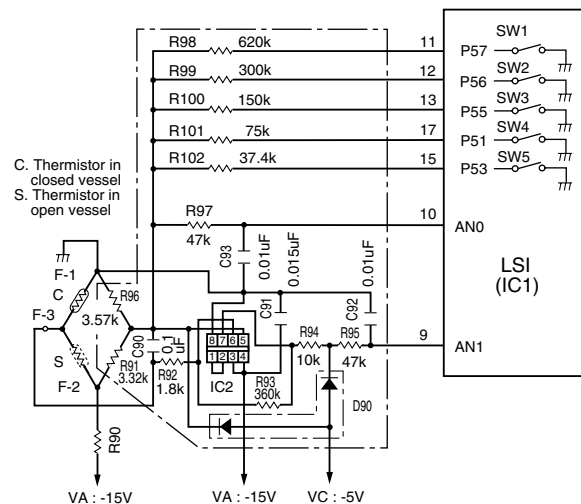 SW1
R98 620k 11 P57
SW2
R99 300k 12 P56
SW3
R100 150k 13 P55
SW4
R101 75k 17 P51
SW5
R102 37.4k 15 P53
C. Thermistor in
closed vessel
S. Thermistor in
open vessel
R97 10 AN0
47k
C93 0.01uF 0.015uF 0.01uF
LSI
(IC1)
F-1
C R96
F-3 3.57k
C90 0.1 uF
8 7 6 5
1 2 3 4
C91 C92
R94 R95 9 AN1
10k 47k
S R91
3.32k
R92
1.8k
IC2
R93
360k
F-2
D90
R90
VA : -15V VA : -15V VC : -5V